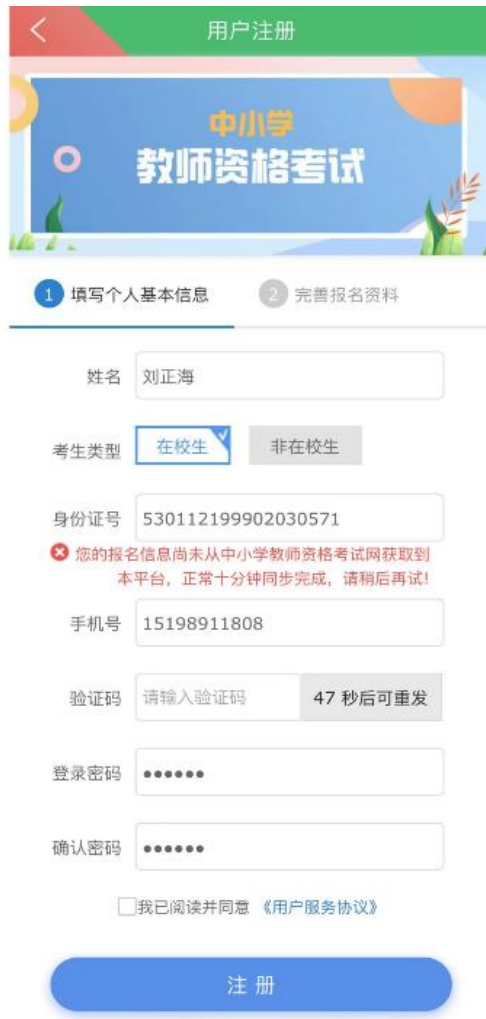 用户注册
中小学
教师资格考试
1 填写个人基本信息 2 完善报名资料
姓名 刘正海
考生类型 在校生 非在校生
身份证号 530112199902030571
您的报名信息尚未从中小学教师资格考试网获取到
本平台，正常十分钟同步完成，请稍后再试!
手机号 15198911808
验证码 请输入验证码 47 秒后可重发
登录密码 ••••••
确认密码 ••••••
我已阅读并同意 《用户服务协议》
注 册